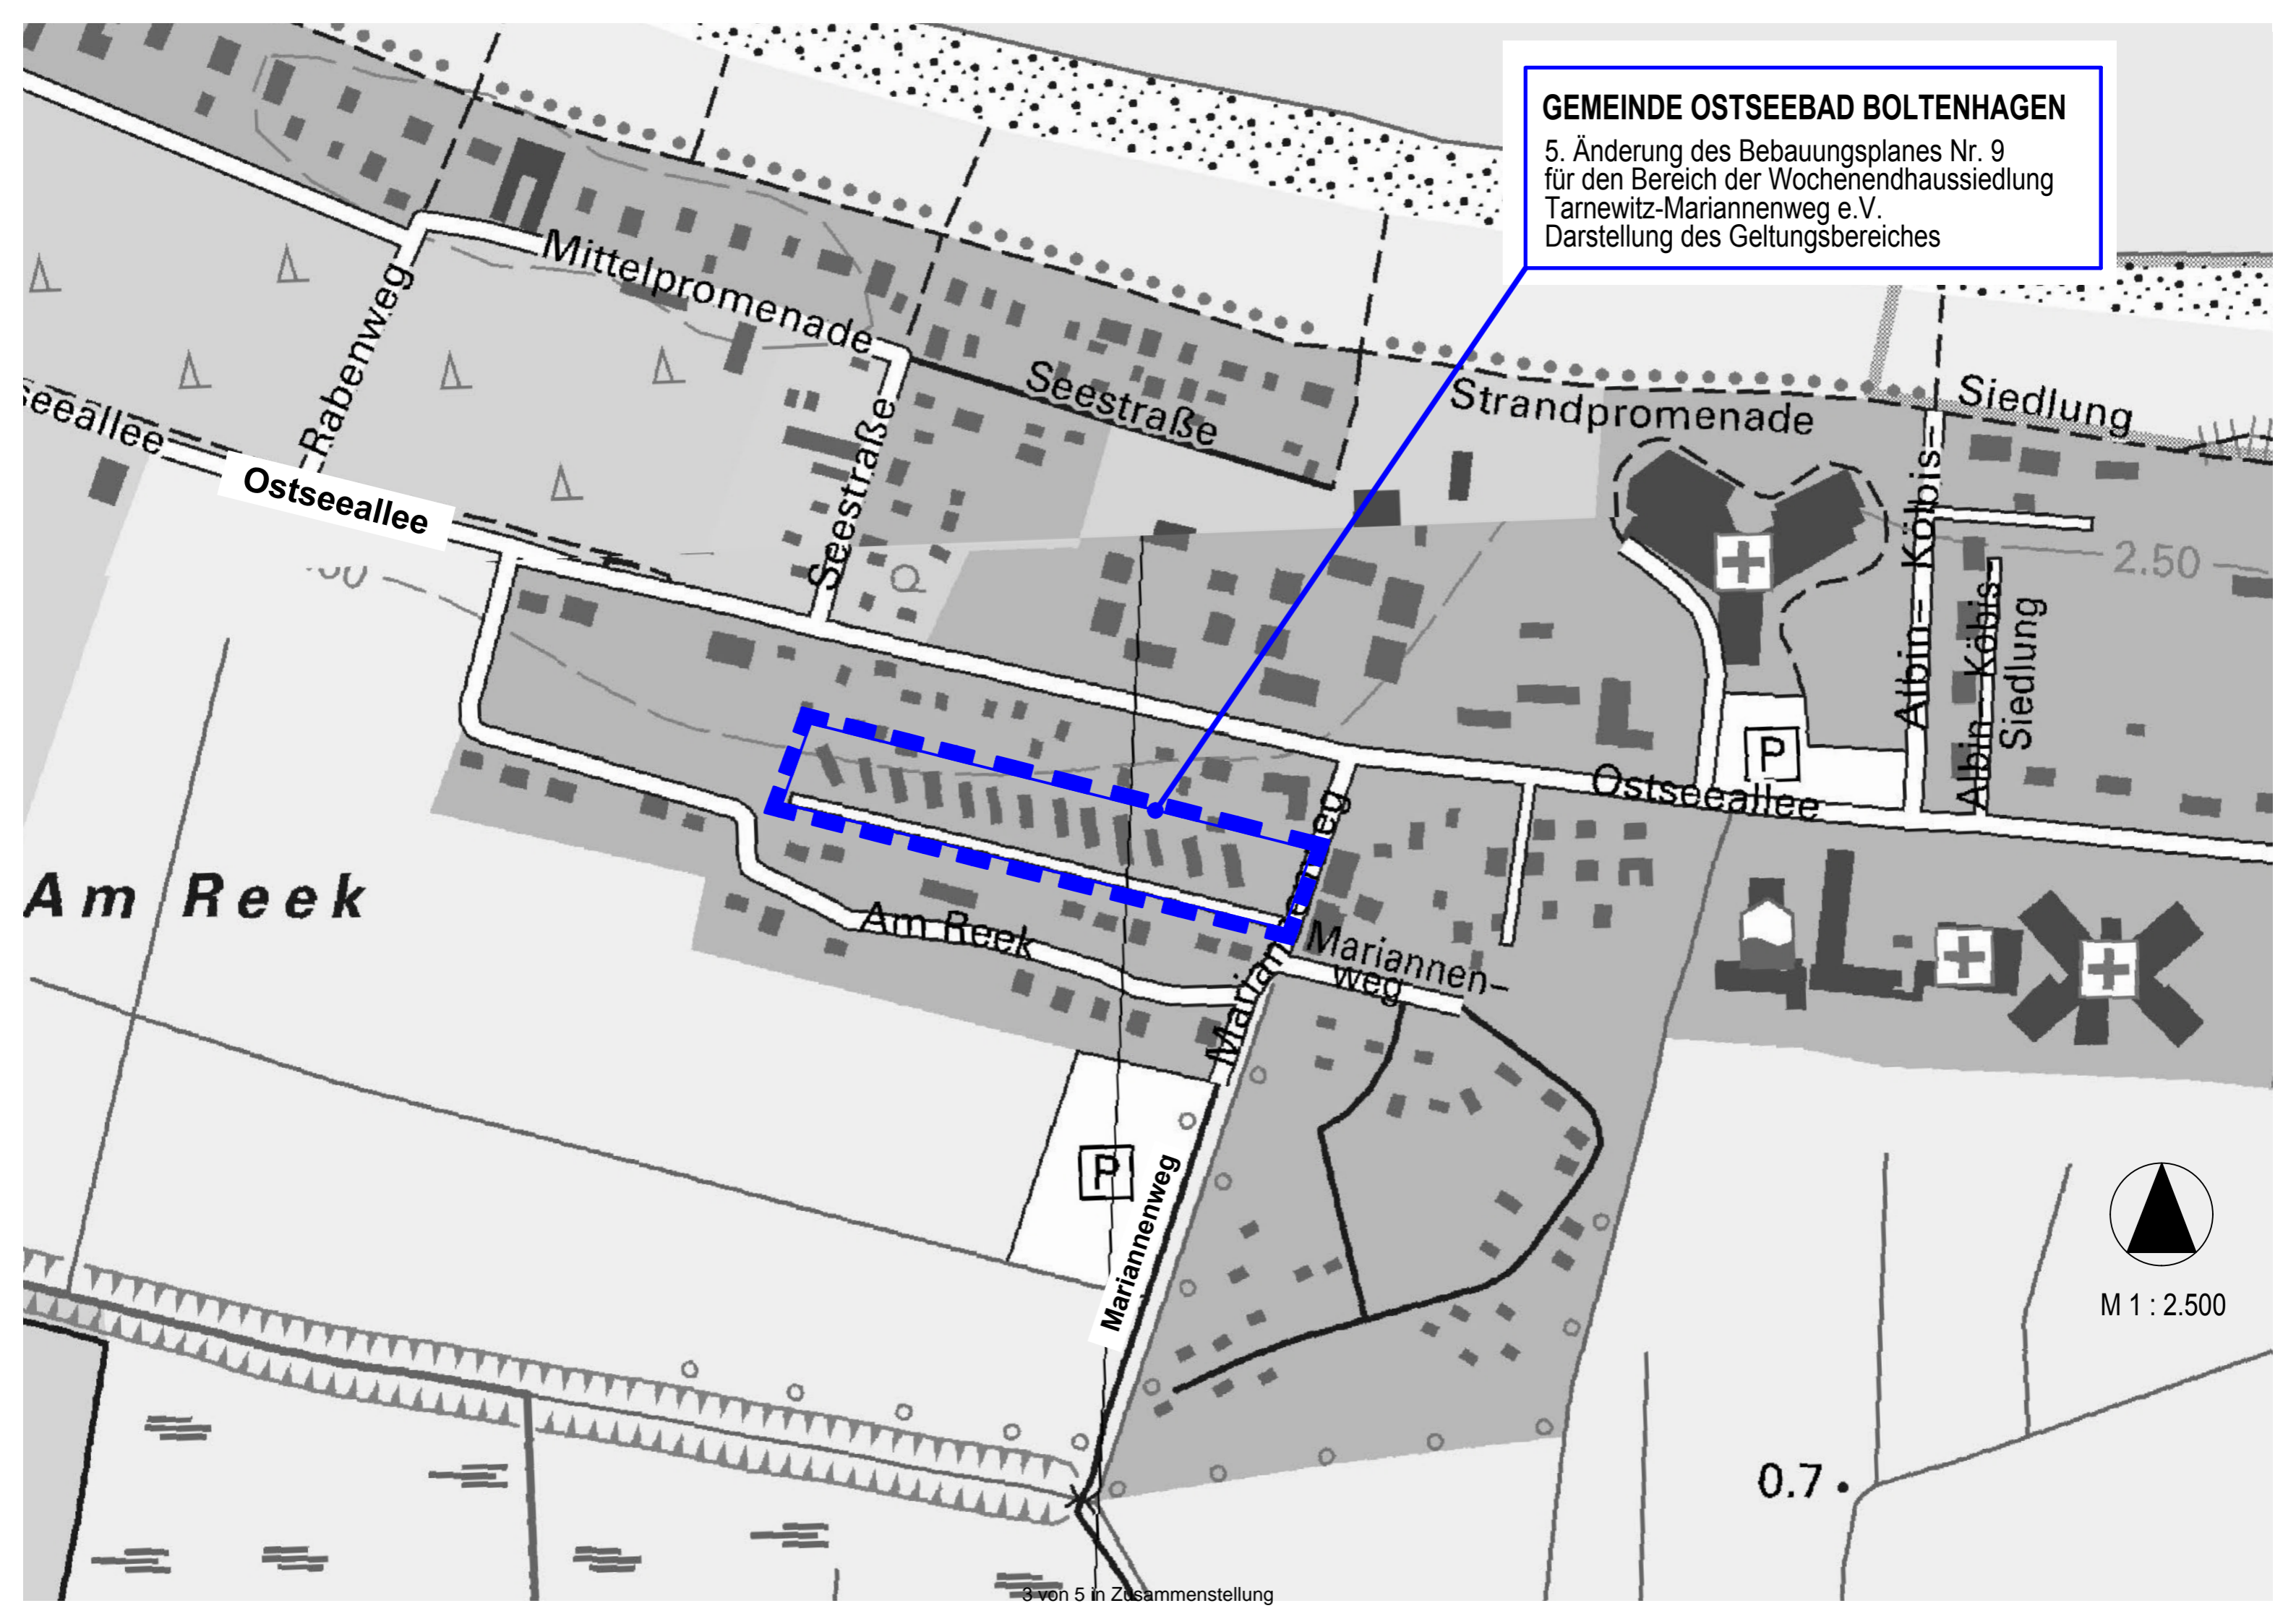 GEMEINDE OSTSEEBAD BOLTENHAGEN
5. Änderung des Bebauungsplanes Nr. 9
für den Bereich der Wochenendhaussiedlung
Tarnewitz-Mariannenweg e.V.
Darstellung des Geltungsbereiches
Mittelpromenade
Rabenweg
seeallee
Ostseeallee
Seestraße
Seestraße
Strandpromenade
Siedlung
Albin-Köbis-
Albin-Köbis-
Siedlung
2.50
P
Ostseeallee
Am Reek
Am Reek
Mariannenweg
Mariannen-
weg
P
Mariannenweg
M 1 : 2.500
0.7
3 von 5 in Zusammenstellung